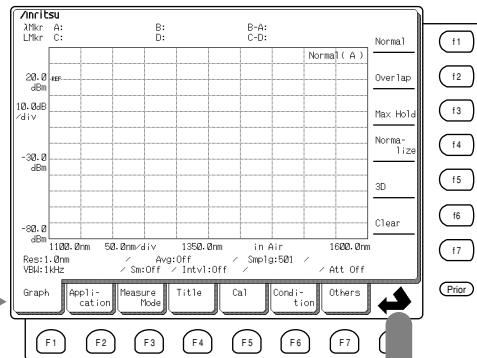 Anritsu
λMkr A: B: B-A:
LMkr C: D: C-D:
Normal
f1
Normal( A )
20.0
dBm
REF
Overlap
f2
10.0dB
/div
Max Hold
f3
Norma-
lize
f4
-30.0
dBm
3D
f5
Clear
f6
-80.0
dBm
1100.0nm 50.0nm/div 1350.0nm in Air 1600.0nm
Res:1.0nm / Avg:Off / Smplg:501 /
VBW:1kHz / Sm:Off / Intvl:Off / / Att Off
f7
Graph
Appli-
cation
Measure
Mode
Title
Cal
Condi-
tion
Others
Prior
F1 F2 F3 F4 F5 F6 F7